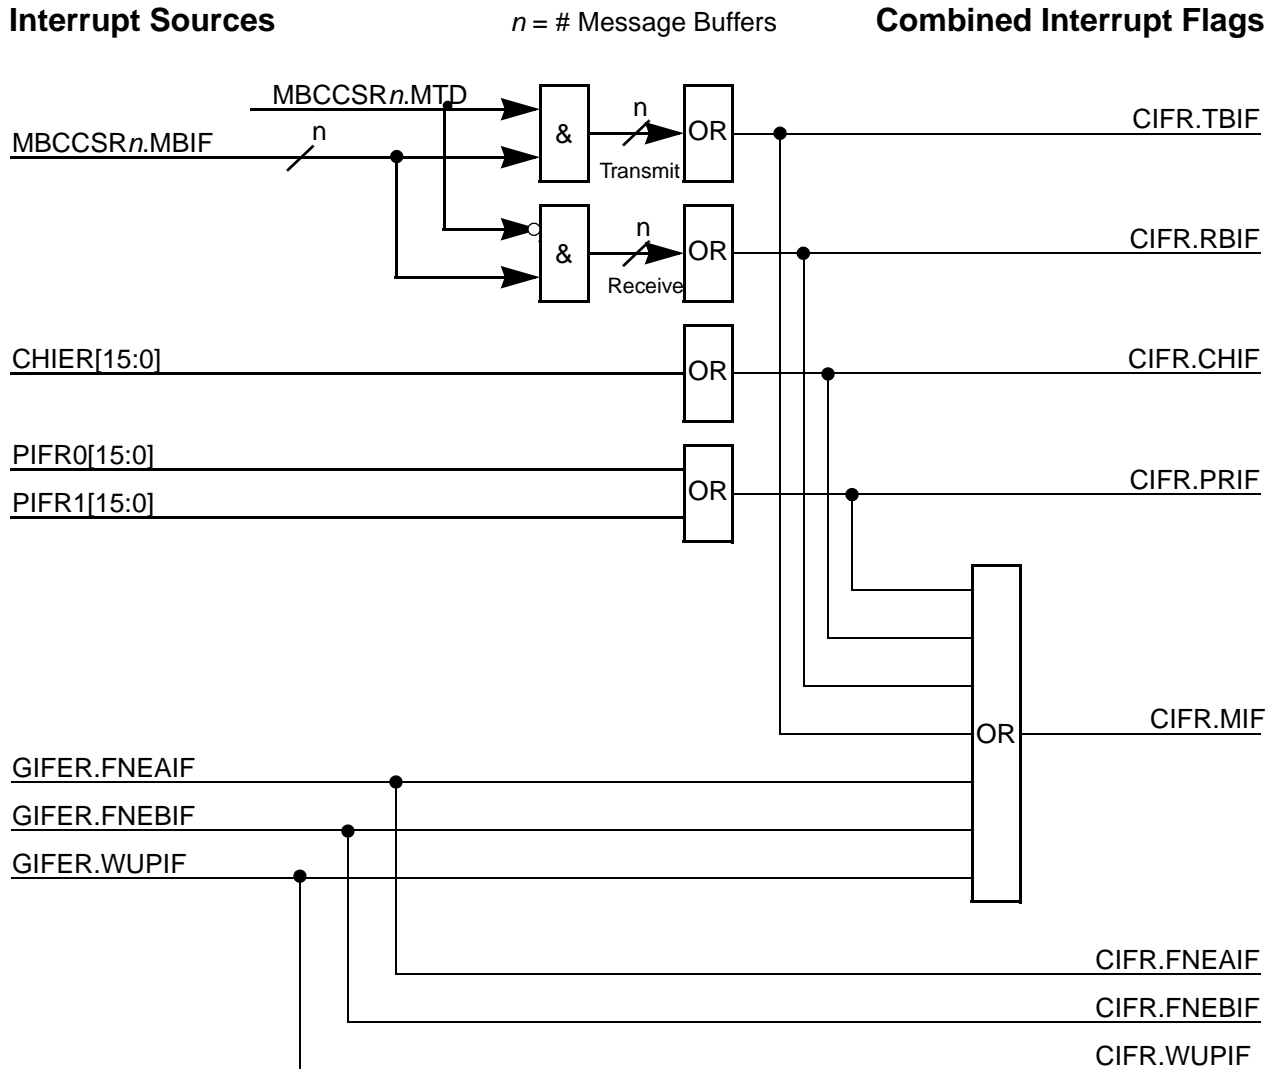 Interrupt Sources
n = # Message Buffers
Combined Interrupt Flags
MBCCSRn.MTD
n
OR
CIFR.TBIF
MBCCSRn.MBIF
n
&
Transmit
n
OR
CIFR.RBIF
&
Receive
CHIER[15:0]
OR
CIFR.CHIF
PIFR0[15:0]
OR
CIFR.PRIF
PIFR1[15:0]
OR
CIFR.MIF
GIFER.FNEAIF
GIFER.FNEBIF
GIFER.WUPIF
CIFR.FNEAIF
CIFR.FNEBIF
CIFR.WUPIF